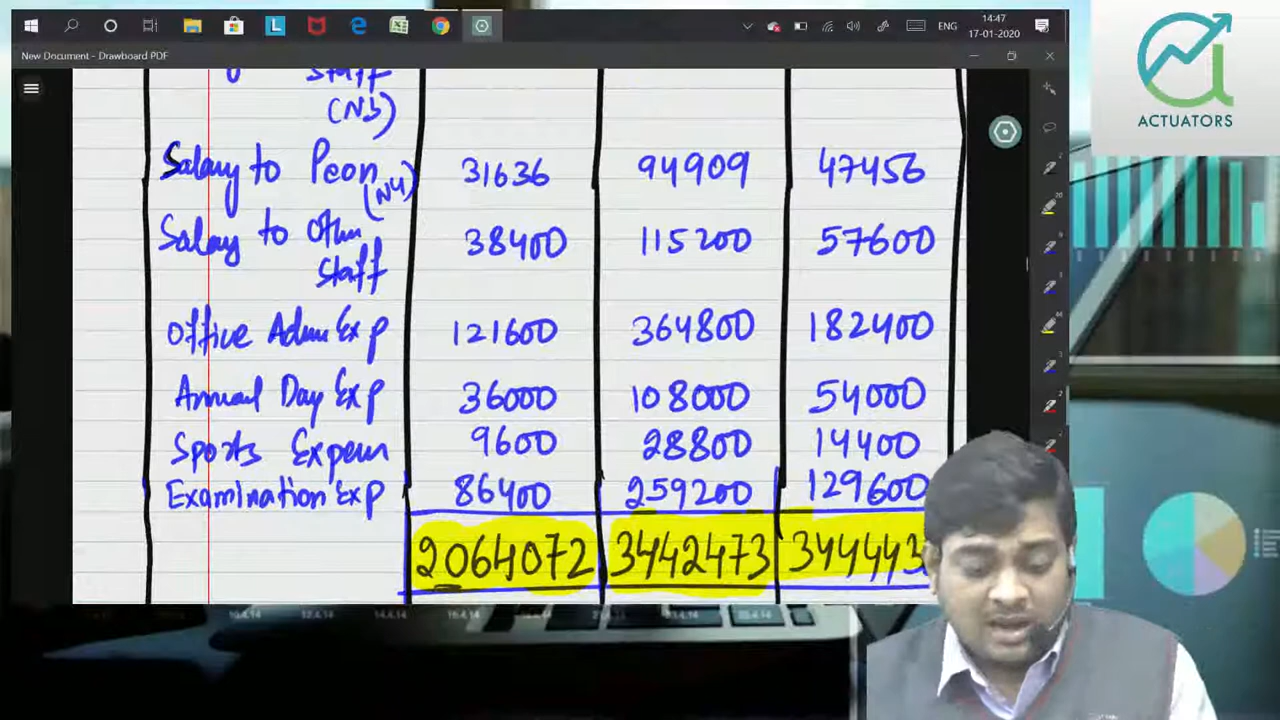 ENG
14:47
17-01-2020
New Document - Drawboard PDF
ACTUATORS
staff
(N3)
Salary to Peon (N4) 31636 94909 47456
Salary to Other 38400 115200 57600
staff
Office Admn Exp 121600 364800 182400
Annual Day Exp 36000 108000 54000
Sports Expen 9600 28800 14400
Examination Exp 86400 259200 129600
2064072 3442473 344443